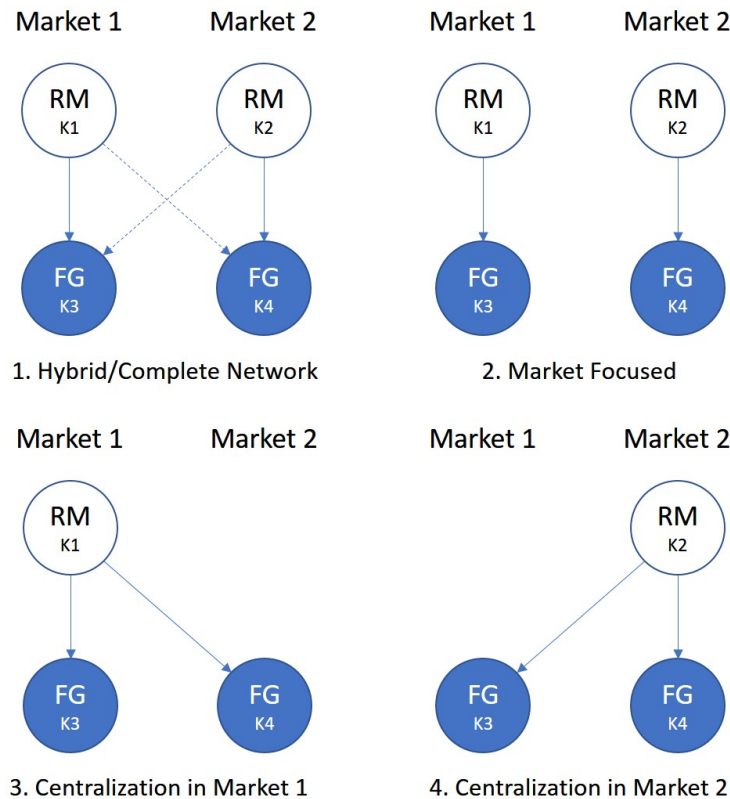 Market 1 Market 2 Market 1 Market 2
RM RM RM RM
K1 K2 K1 K2
FG FG FG FG
K3 K4 K3 K4
1. Hybrid/Complete Network 2. Market Focused
Market 1 Market 2 Market 1 Market 2
RM RM
K1 K2
FG FG FG FG
K3 K4 K3 K4
3. Centralization in Market 1 4. Centralization in Market 2